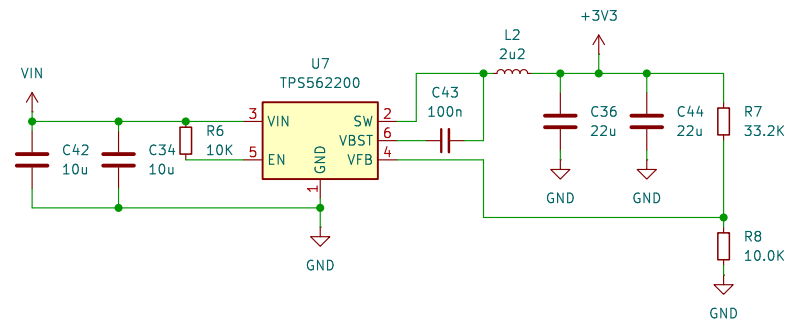 +3V3
L2
2u2
U7
TPS562200
VIN
C43
100n
3
VIN
SW
2
C36
22u
C44
22u
R7
33.2K
R6
10K
VBST
6
C42
10u
C34
10u
5
EN
GND
VFB
4
1
GND
GND
R8
10.0K
GND
GND